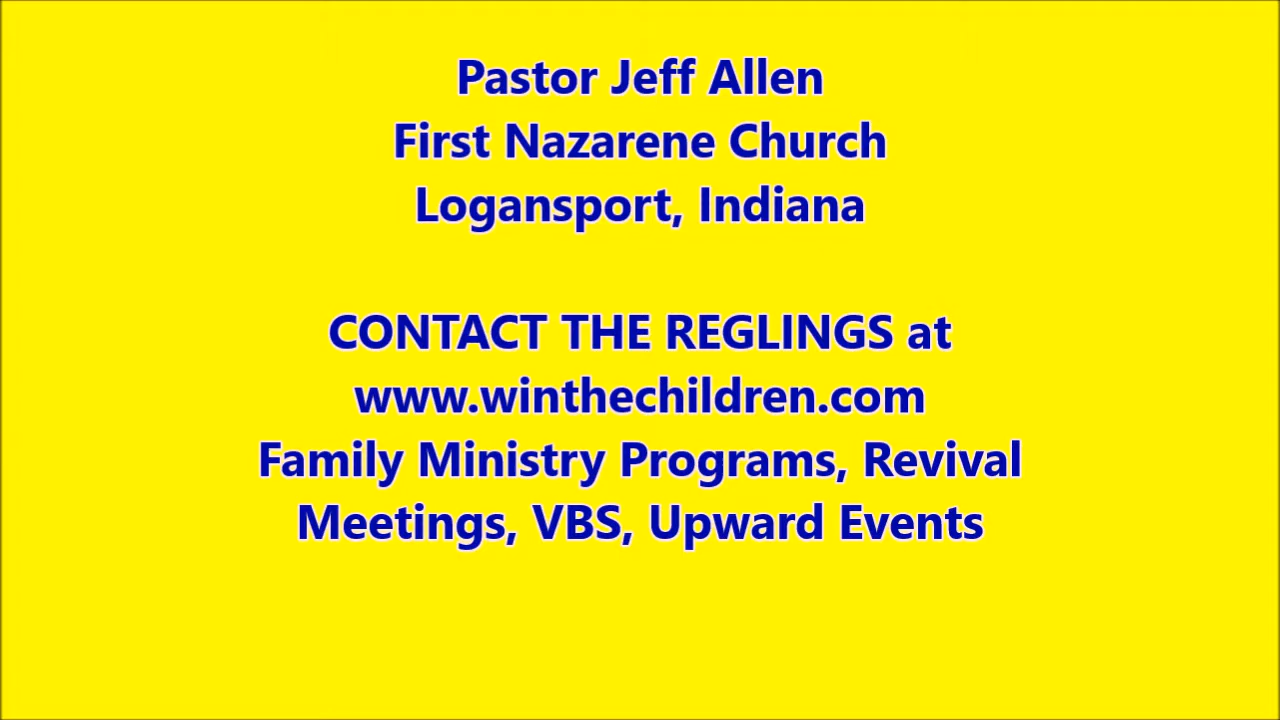 Pastor Jeff Allen
First Nazarene Church
Logansport, Indiana
CONTACT THE REGLINGS at
www.winthechildren.com
Family Ministry Programs, Revival
Meetings, VBS, Upward Events